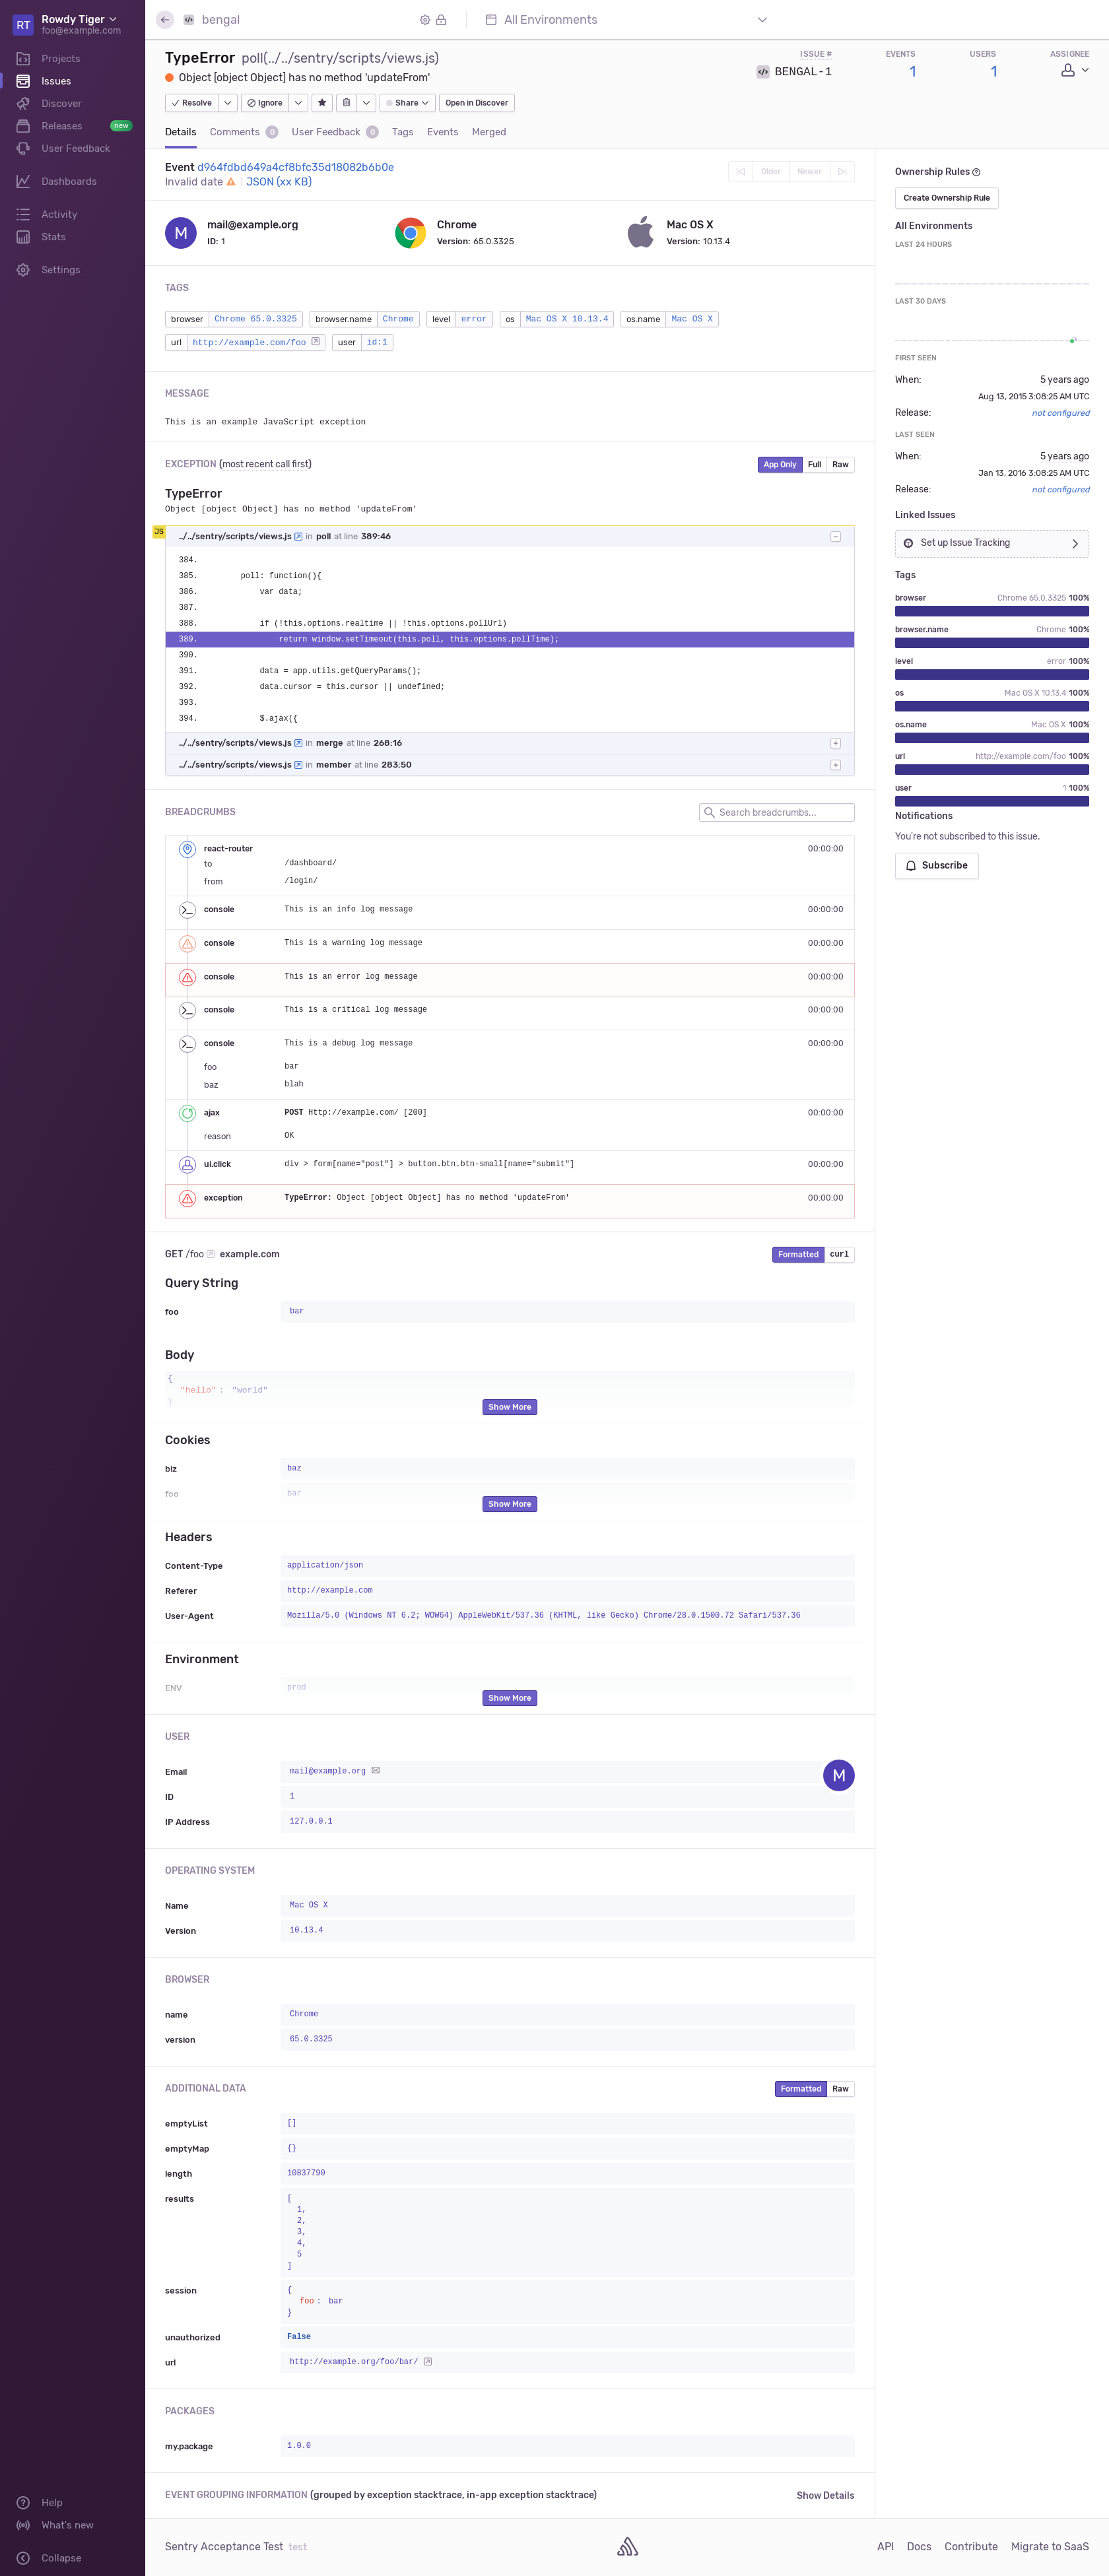 RT Rowdy Tiger
foo@example.com
Projects
Issues
Discover
Releases new
User Feedback
Dashboards
Activity
Stats
Settings
Help
What's new
Collapse
bengal All Environments
TypeError poll(../../sentry/scripts/views.js)
Object [object Object] has no method 'updateFrom'
ISSUE # EVENTS USERS ASSIGNEE
BENGAL-1 1 1
Resolve Ignore Share Open in Discover
Details Comments 0 User Feedback 0 Tags Events Merged
Event d964fdbd649a4cf8bfc35d18082b6b0e
Invalid date JSON (xx KB)
Older Newer
M mail@example.org
ID: 1
Chrome
Version: 65.0.3325
Mac OS X
Version: 10.13.4
TAGS
browser Chrome 65.0.3325 browser.name Chrome level error os Mac OS X 10.13.4 os.name Mac OS X
url http://example.com/foo user id:1
MESSAGE
This is an example JavaScript exception
EXCEPTION (most recent call first) App Only Full Raw
TypeError
Object [object Object] has no method 'updateFrom'
JS ../../sentry/scripts/views.js in poll at line 389:46
384.
385. poll: function(){
386. var data;
387.
388. if (!this.options.realtime || !this.options.pollUrl)
389. return window.setTimeout(this.poll, this.options.pollTime);
390.
391. data = app.utils.getQueryParams();
392. data.cursor = this.cursor || undefined;
393.
394. $.ajax({
../../sentry/scripts/views.js in merge at line 268:16
../../sentry/scripts/views.js in member at line 283:50
BREADCRUMBS Search breadcrumbs...
react-router 00:00:00
to /dashboard/
from /login/
console This is an info log message 00:00:00
console This is a warning log message 00:00:00
console This is an error log message 00:00:00
console This is a critical log message 00:00:00
console This is a debug log message 00:00:00
foo bar
baz blah
ajax POST Http://example.com/ [200] 00:00:00
reason OK
ui.click div > form[name="post"] > button.btn.btn-small[name="submit"] 00:00:00
exception TypeError: Object [object Object] has no method 'updateFrom' 00:00:00
GET /foo example.com Formatted curl
Query String
foo bar
Body
{
"hello": "world"
}
Show More
Cookies
biz baz
foo bar
Show More
Headers
Content-Type application/json
Referer http://example.com
User-Agent Mozilla/5.0 (Windows NT 6.2; WOW64) AppleWebKit/537.36 (KHTML, like Gecko) Chrome/28.0.1500.72 Safari/537.36
Environment
ENV prod
Show More
USER
Email mail@example.org M
ID 1
IP Address 127.0.0.1
OPERATING SYSTEM
Name Mac OS X
Version 10.13.4
BROWSER
name Chrome
version 65.0.3325
ADDITIONAL DATA Formatted Raw
emptyList []
emptyMap {}
length 10837790
results [
1,
2,
3,
4,
5
]
session {
foo: bar
}
unauthorized False
url http://example.org/foo/bar/
PACKAGES
my.package 1.0.0
EVENT GROUPING INFORMATION (grouped by exception stacktrace, in-app exception stacktrace) Show Details
Ownership Rules
Create Ownership Rule
All Environments
LAST 24 HOURS
LAST 30 DAYS
FIRST SEEN
When: 5 years ago
Aug 13, 2015 3:08:25 AM UTC
Release: not configured
LAST SEEN
When: 5 years ago
Jan 13, 2016 3:08:25 AM UTC
Release: not configured
Linked Issues
Set up Issue Tracking
Tags
browser Chrome 65.0.3325 100%
browser.name Chrome 100%
level error 100%
os Mac OS X 10.13.4 100%
os.name Mac OS X 100%
url http://example.com/foo 100%
user 1 100%
Notifications
You're not subscribed to this issue.
Subscribe
Sentry Acceptance Test test API Docs Contribute Migrate to SaaS